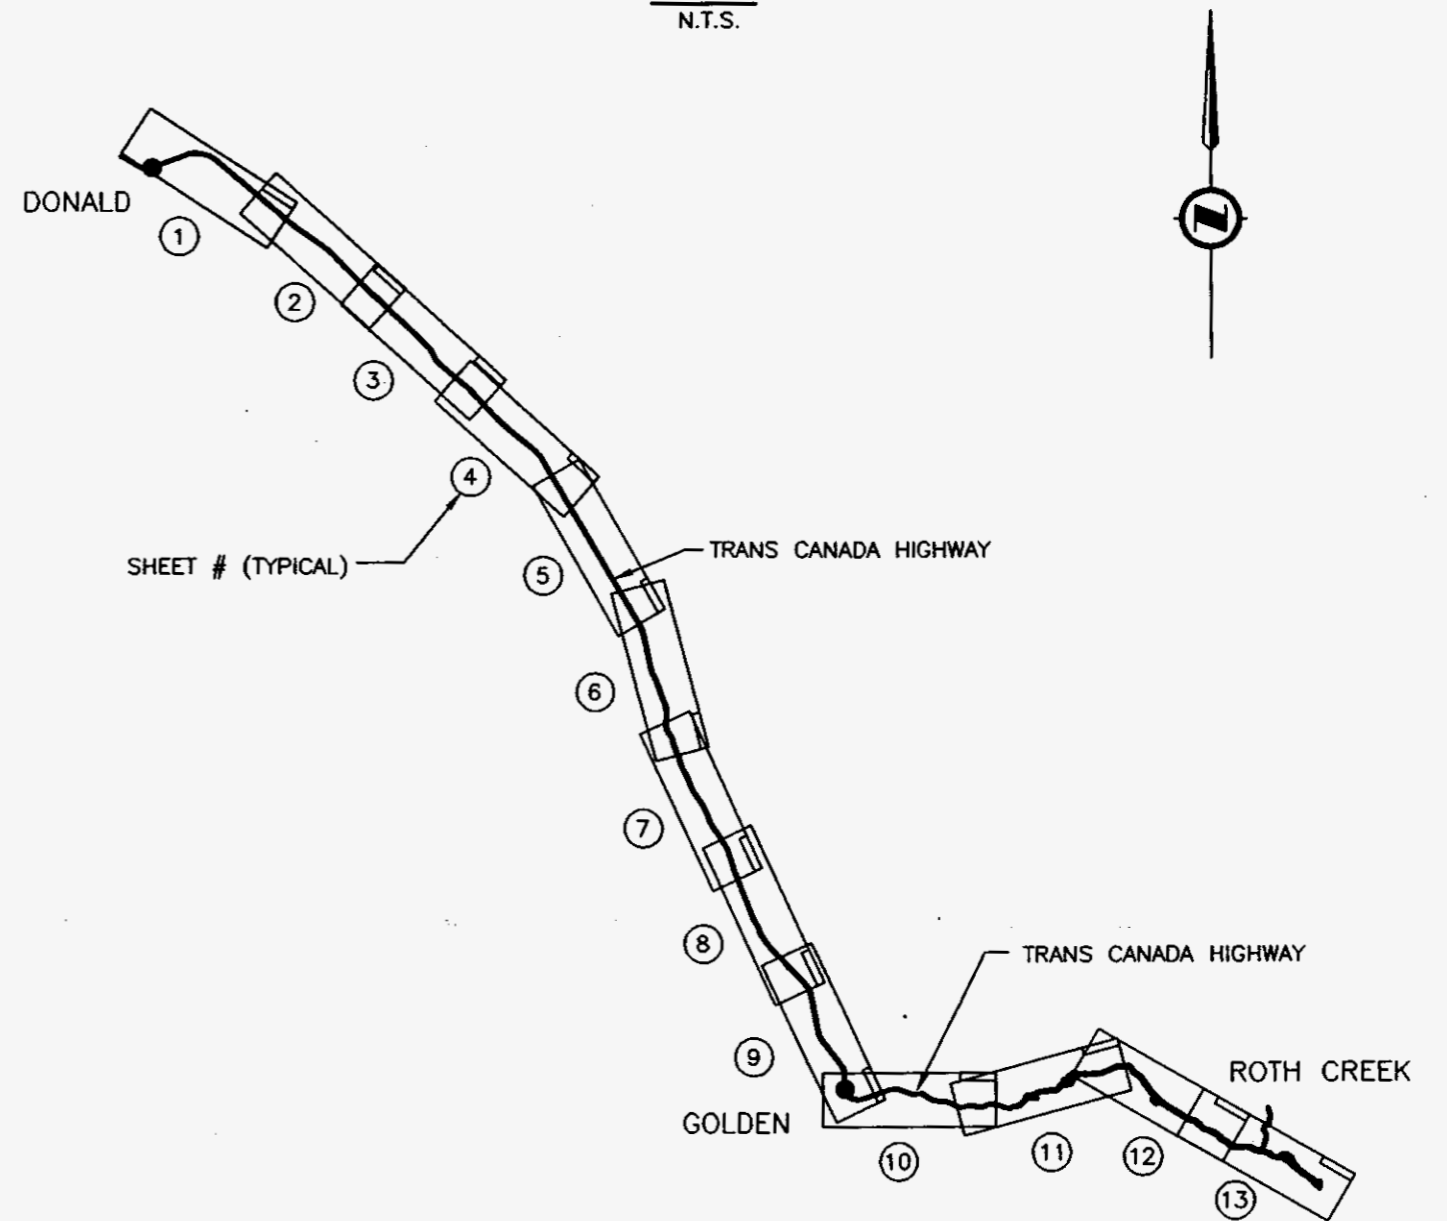 N.T.S.
DONALD
1
2
3
4
SHEET # (TYPICAL)
TRANS CANADA HIGHWAY
5
6
7
8
TRANS CANADA HIGHWAY
9
ROTH CREEK
GOLDEN
10
11
12
13
N